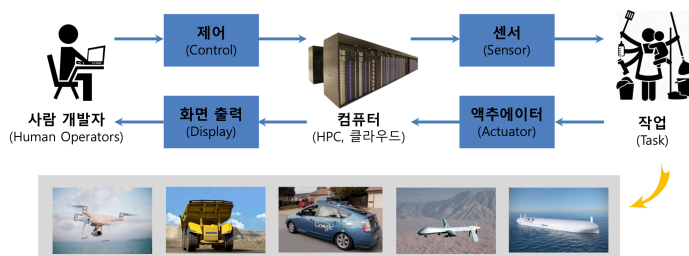 제어
(Control)
센서
(Sensor)
사람 개발자
(Human Operators)
화면 출력
(Display)
컴퓨터
(HPC, 클라우드)
액추에이터
(Actuator)
작업
(Task)
Google